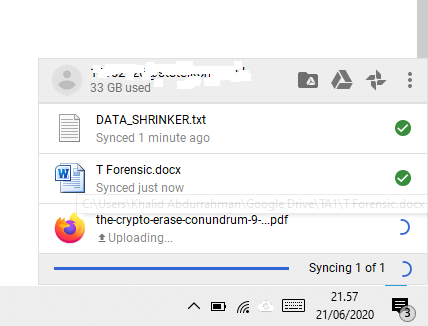 33 GB used
DATA_SHRINKER.txt
Synced 1 minute ago
T Forensic.docx
Synced just now
C:\Users\Khalid Abdurrahman\Google Drive\TA1\T Forensic.docx
the-crypto-erase-conundrum-9-...pdf
Uploading...
Syncing 1 of 1
21.57
21/06/2020
3